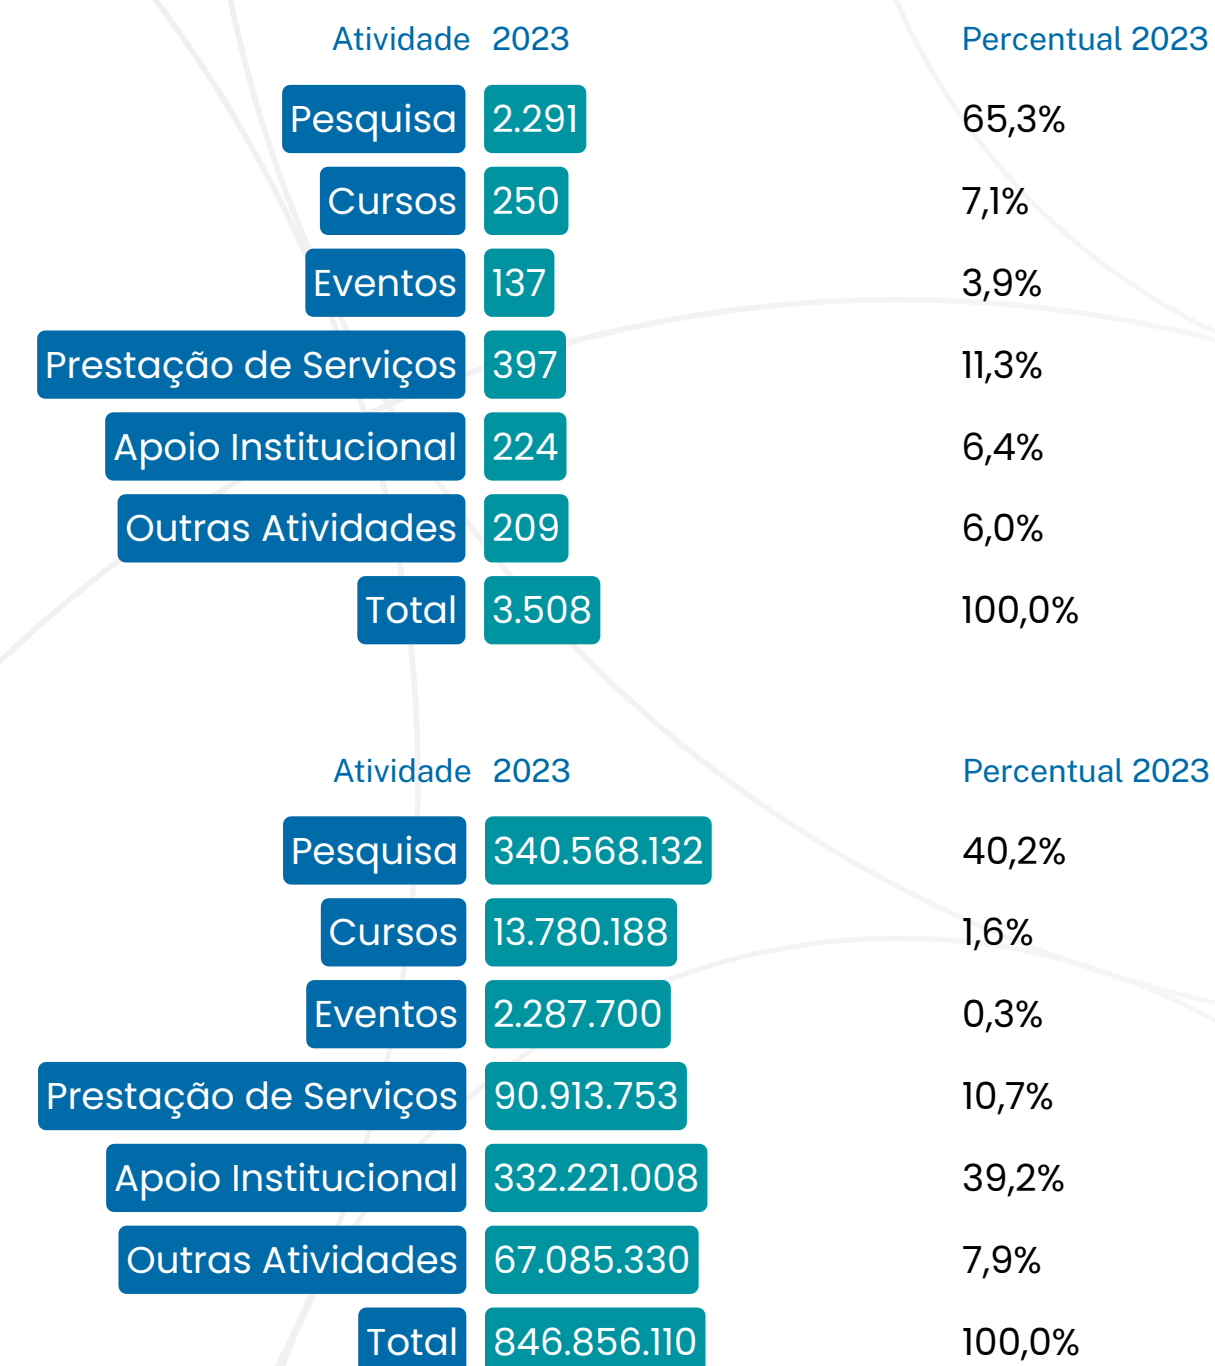 Atividade 2023 Percentual 2023
Pesquisa 2.291 65,3%
Cursos 250 7,1%
Eventos 137 3,9%
Prestação de Serviços 397 11,3%
Apoio Institucional 224 6,4%
Outras Atividades 209 6,0%
Total 3.508 100,0%
Atividade 2023 Percentual 2023
Pesquisa 340.568.132 40,2%
Cursos 13.780.188 1,6%
Eventos 2.287.700 0,3%
Prestação de Serviços 90.913.753 10,7%
Apoio Institucional 332.221.008 39,2%
Outras Atividades 67.085.330 7,9%
Total 846.856.110 100,0%